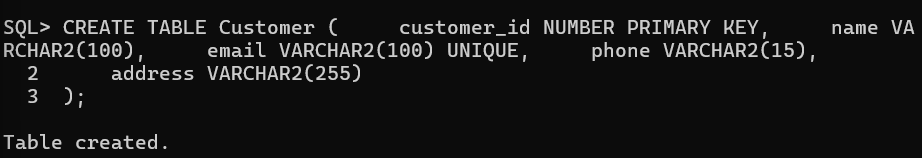 SQL> CREATE TABLE Customer (     customer_id NUMBER PRIMARY KEY,     name VA
RCHAR2(100),     email VARCHAR2(100) UNIQUE,     phone VARCHAR2(15),
  2      address VARCHAR2(255)
  3  );

Table created.